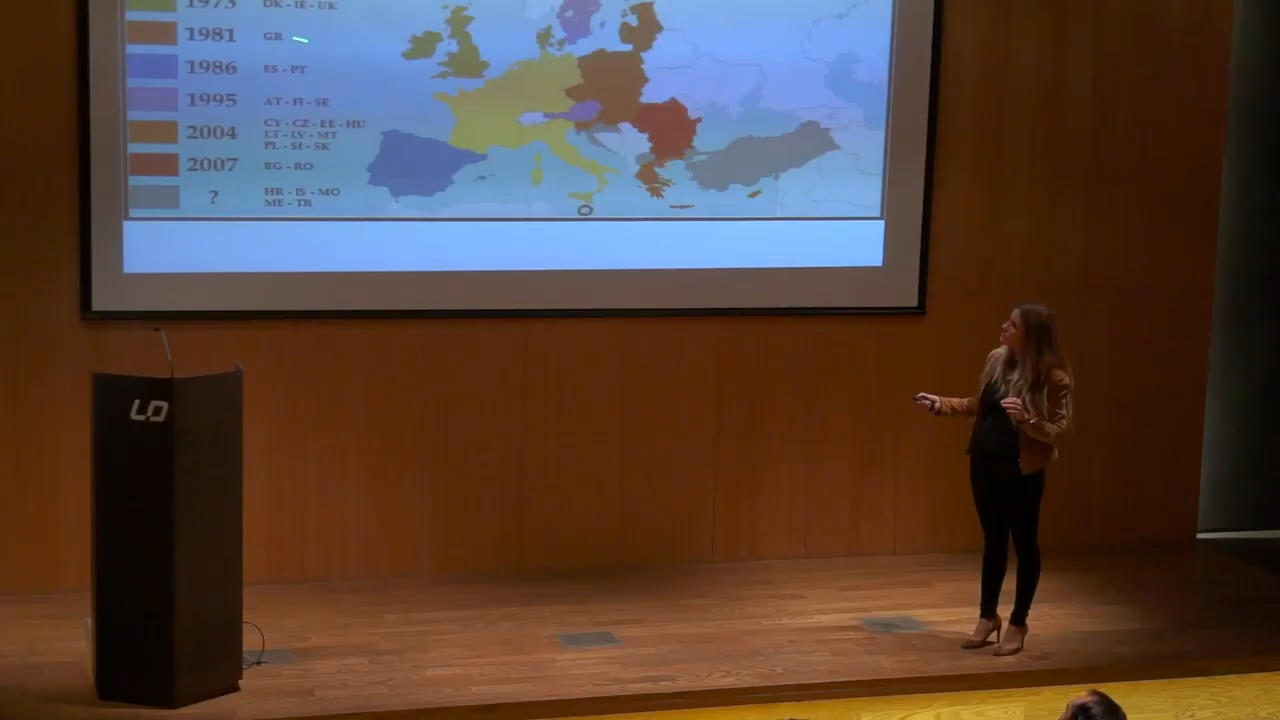 1973 DK - IE - UK
1981 GR
1986 ES - PT
1995 AT - FI - SE
2004 CY - CZ - EE - HU
LT - LV - MT
PL - SI - SK
2007 BG - RO
? HR - IS - MO
ME - TR
LO